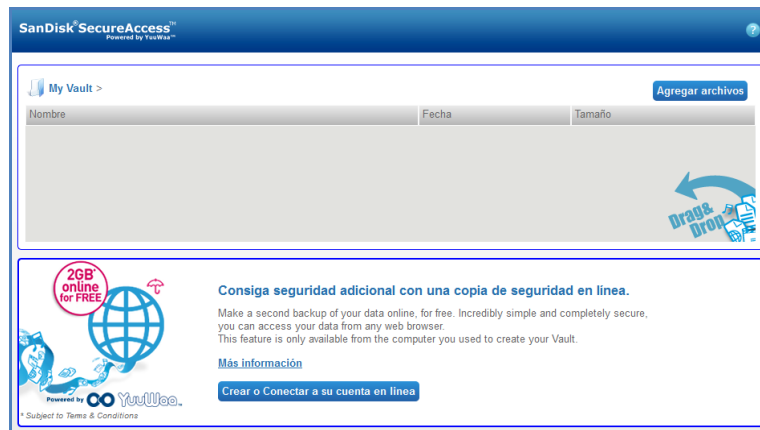 SanDisk®SecureAccess™
Powered by YuuWaa™
?
My Vault >
Agregar archivos
Nombre Fecha Tamaño
Drag&
Drop
2GB*
online
for FREE
Consiga seguridad adicional con una copia de seguridad en linea.
Make a second backup of your data online, for free. Incredibly simple and completely secure,
you can access your data from any web browser.
This feature is only available from the computer you used to create your Vault.
Más información
Crear o Conectar a su cuenta en linea
Powered by YuuWaa.
* Subject to Terms & Conditions